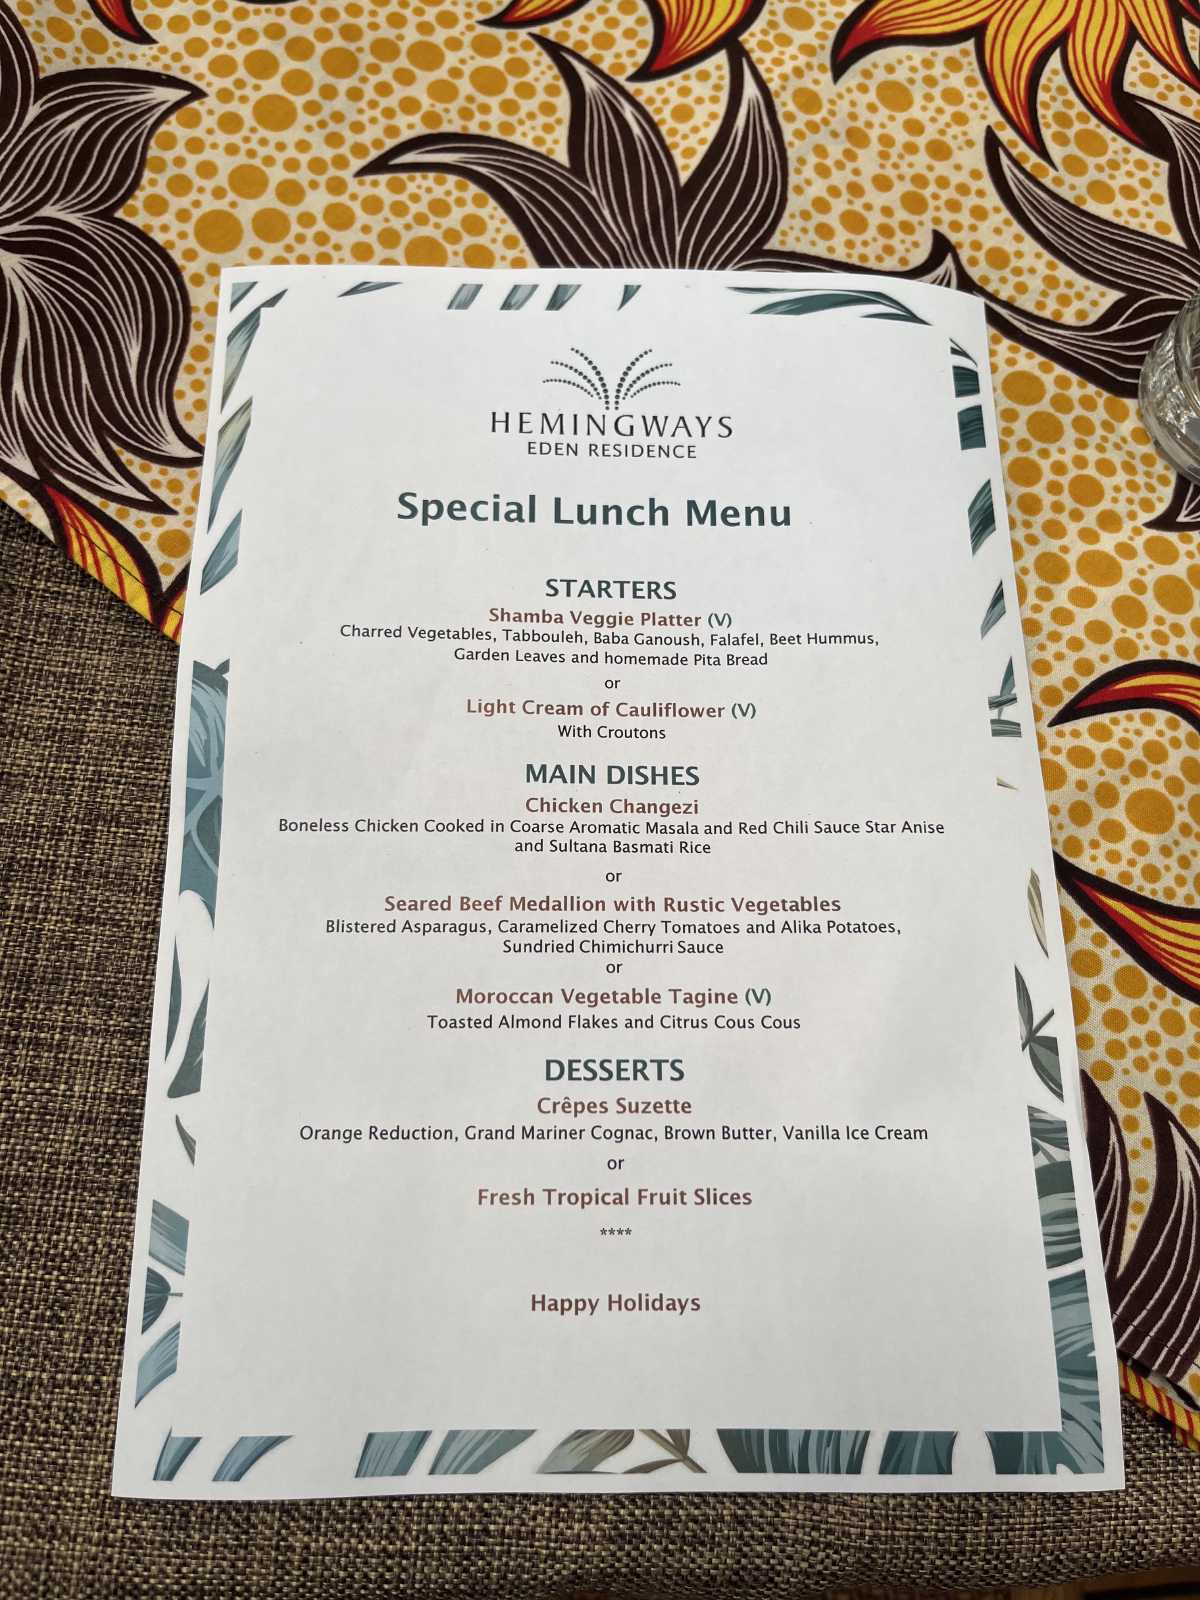 HEMINGWAYS
EDEN RESIDENCE
Special Lunch Menu
STARTERS
Shamba Veggie Platter (V)
Charred Vegetables, Tabbouleh, Baba Ganoush, Falafel, Beet Hummus,
Garden Leaves and homemade Pita Bread
or
Light Cream of Cauliflower (V)
With Croutons
MAIN DISHES
Chicken Changezi
Boneless Chicken Cooked in Coarse Aromatic Masala and Red Chili Sauce Star Anise
and Sultana Basmati Rice
or
Seared Beef Medallion with Rustic Vegetables
Blistered Asparagus, Caramelized Cherry Tomatoes and Alika Potatoes,
Sundried Chimichurri Sauce
or
Moroccan Vegetable Tagine (V)
Toasted Almond Flakes and Citrus Cous Cous
DESSERTS
Crêpes Suzette
Orange Reduction, Grand Mariner Cognac, Brown Butter, Vanilla Ice Cream
or
Fresh Tropical Fruit Slices
****
Happy Holidays